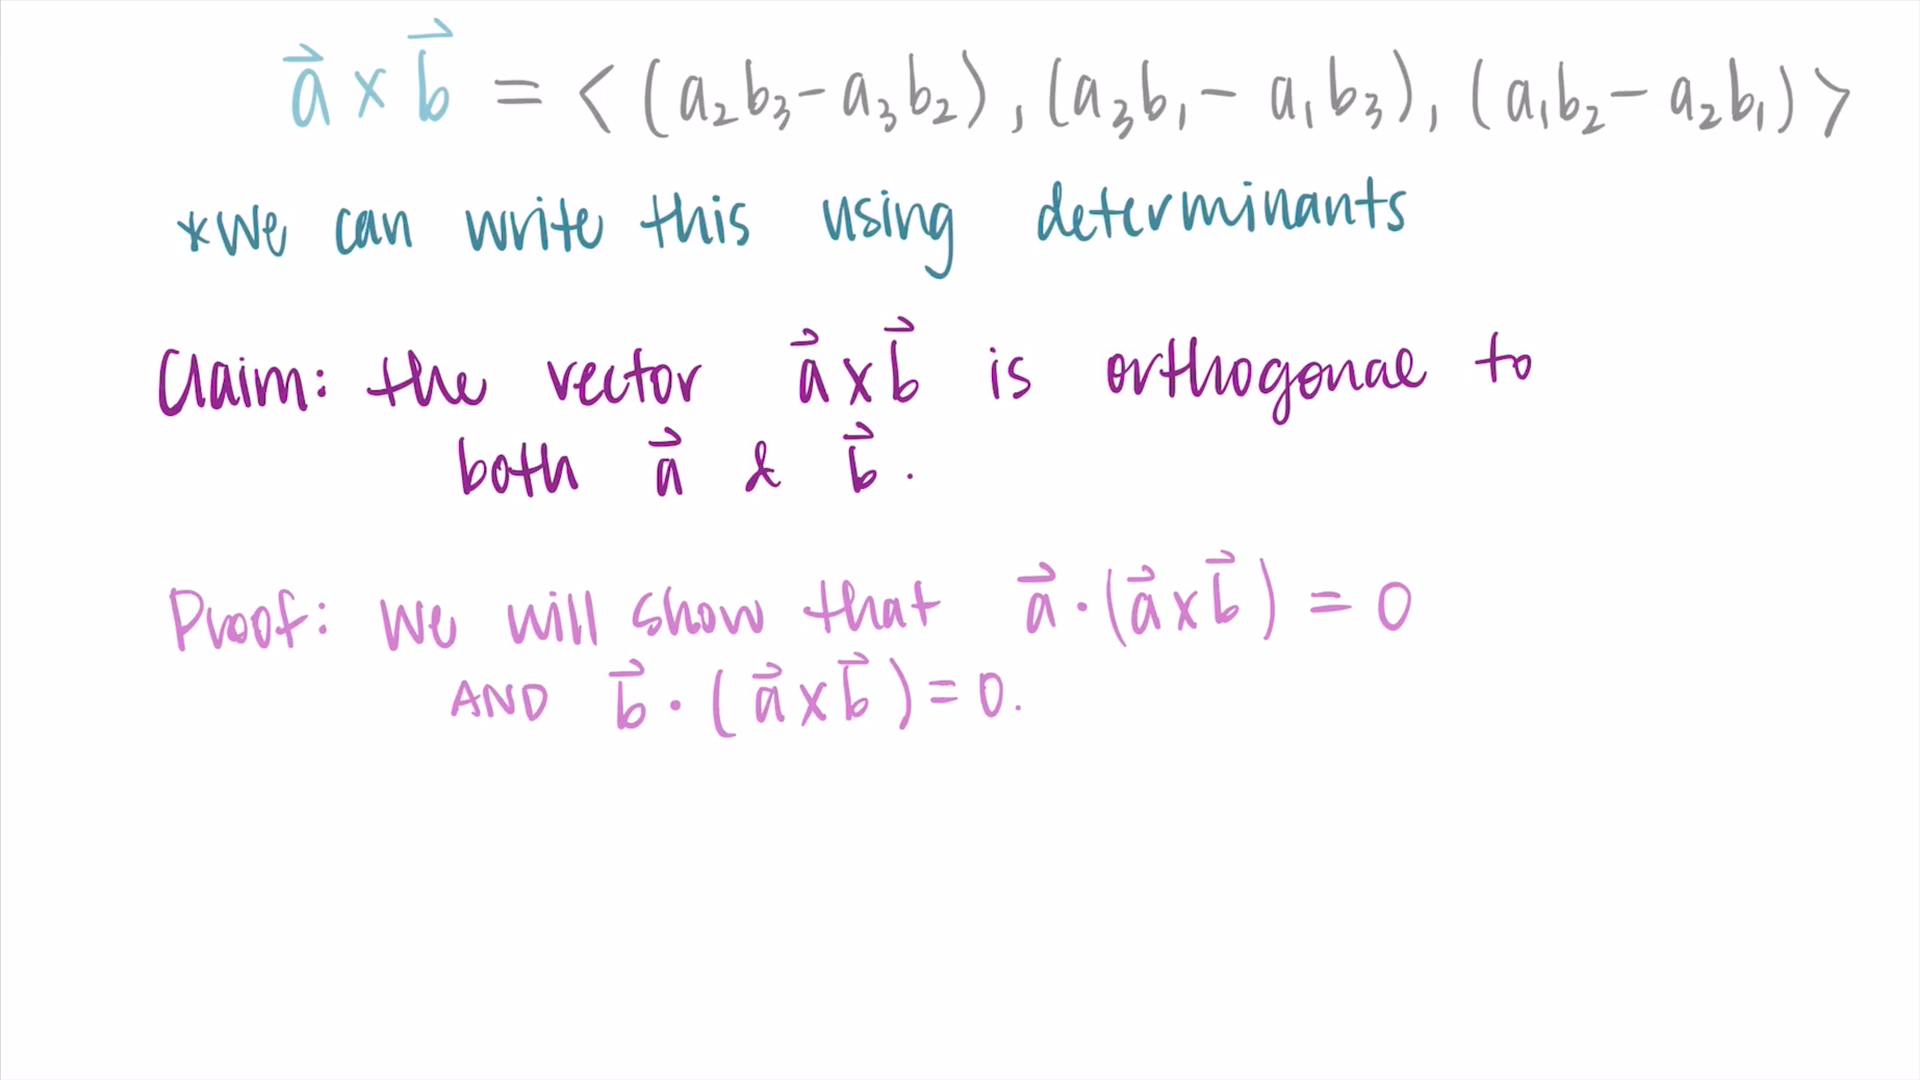 a⃗ × b⃗ = < (a₂b₃ - a₃b₂), (a₃b₁ - a₁b₃), (a₁b₂ - a₂b₁) >
*We can write this using determinants
Claim: the vector a⃗ × b⃗ is orthogonal to
both a⃗ & b⃗.
Proof: We will show that a⃗ · (a⃗ × b⃗) = 0
AND b⃗ · (a⃗ × b⃗) = 0.